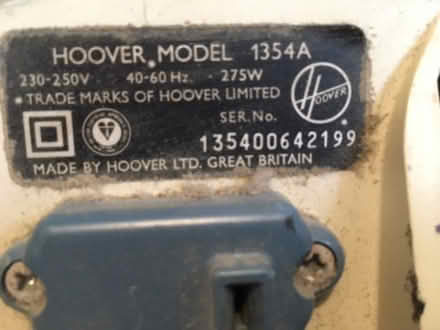 HOOVER MODEL 1354A
230-250V 40-60 Hz. 275W
TRADE MARKS OF HOOVER LIMITED
HOOVER
SER. No.
135400642199
MADE BY HOOVER LTD. GREAT BRITAIN